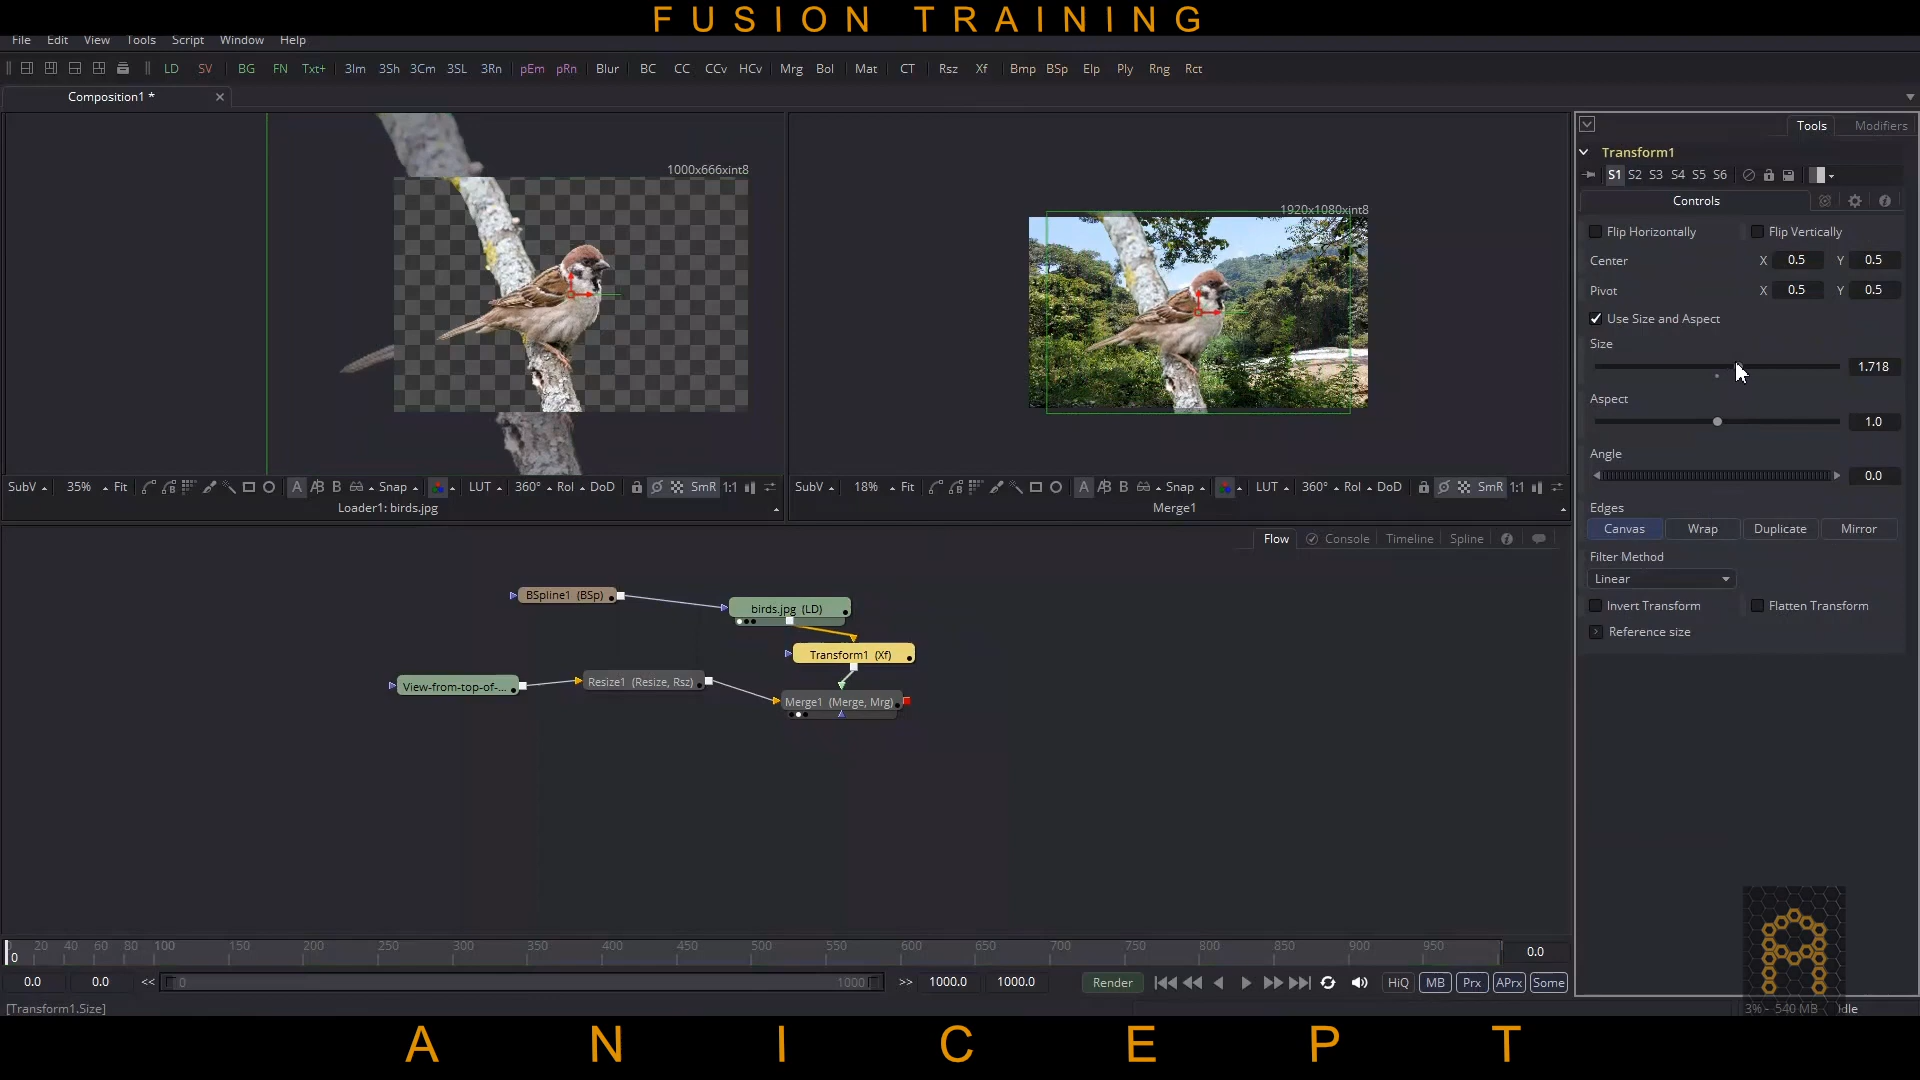 FUSION TRAINING
File Edit View Tools Script Window Help
LD SV BG FN Txt+ 3Im 3Sh 3Cm 3SL 3Rn pEm pRn Blur BC CC CCv HCv Mrg Bol Mat CT Rsz Xf Bmp BSp Elp Ply Rng Rct
Composition1 *
Tools Modifiers
Transform1
S1 S2 S3 S4 S5 S6
Controls
Flip Horizontally Flip Vertically
Center X 0.5 Y 0.5
Pivot X 0.5 Y 0.5
Use Size and Aspect
Size
1.718
Aspect
1.0
Angle
0.0
Edges
Canvas Wrap Duplicate Mirror
Filter Method
Linear
Invert Transform Flatten Transform
Reference size
1000x666xint8
1920x1080xint8
SubV 35% Fit A B Snap LUT 360° RoI DoD SmR 1:1
SubV 18% Fit A B Snap LUT 360° RoI DoD SmR 1:1
Loader1: birds.jpg
Merge1
Flow Console Timeline Spline
BSpline1 (BSp)
birds.jpg (LD)
Transform1 (Xf)
View-from-top-of-...
Resize1 (Resize, Rsz)
Merge1 (Merge, Mrg)
0 20 40 60 80 100 150 200 250 300 350 400 450 500 550 600 650 700 750 800 850 900 950
0.0
0.0 0.0 << 0 1000 >> 1000.0 1000.0 Render HiQ MB Prx APrx Some
[Transform1.Size]
3% - 540 MB Idle
ANICEPT